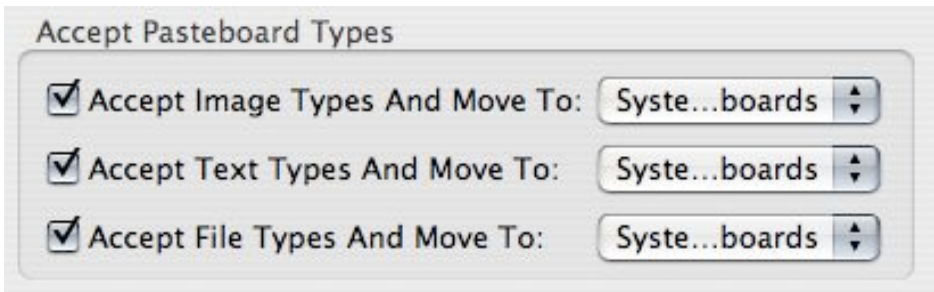 Accept Pasteboard Types
Accept Image Types And Move To: Syste...boards
Accept Text Types And Move To: Syste...boards
Accept File Types And Move To: Syste...boards